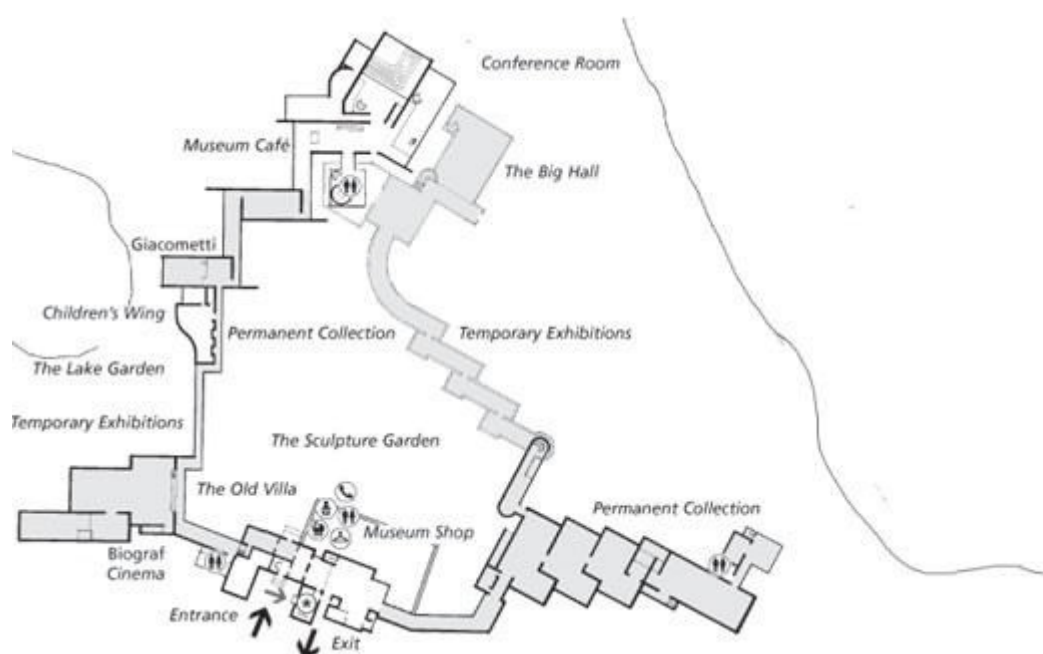 Conference Room
Museum Café
The Big Hall
Giacometti
Children's Wing
Permanent Collection
Temporary Exhibitions
The Lake Garden
Temporary Exhibitions
The Sculpture Garden
The Old Villa
Permanent Collection
Museum Shop
Biograf
Cinema
Entrance
Exit